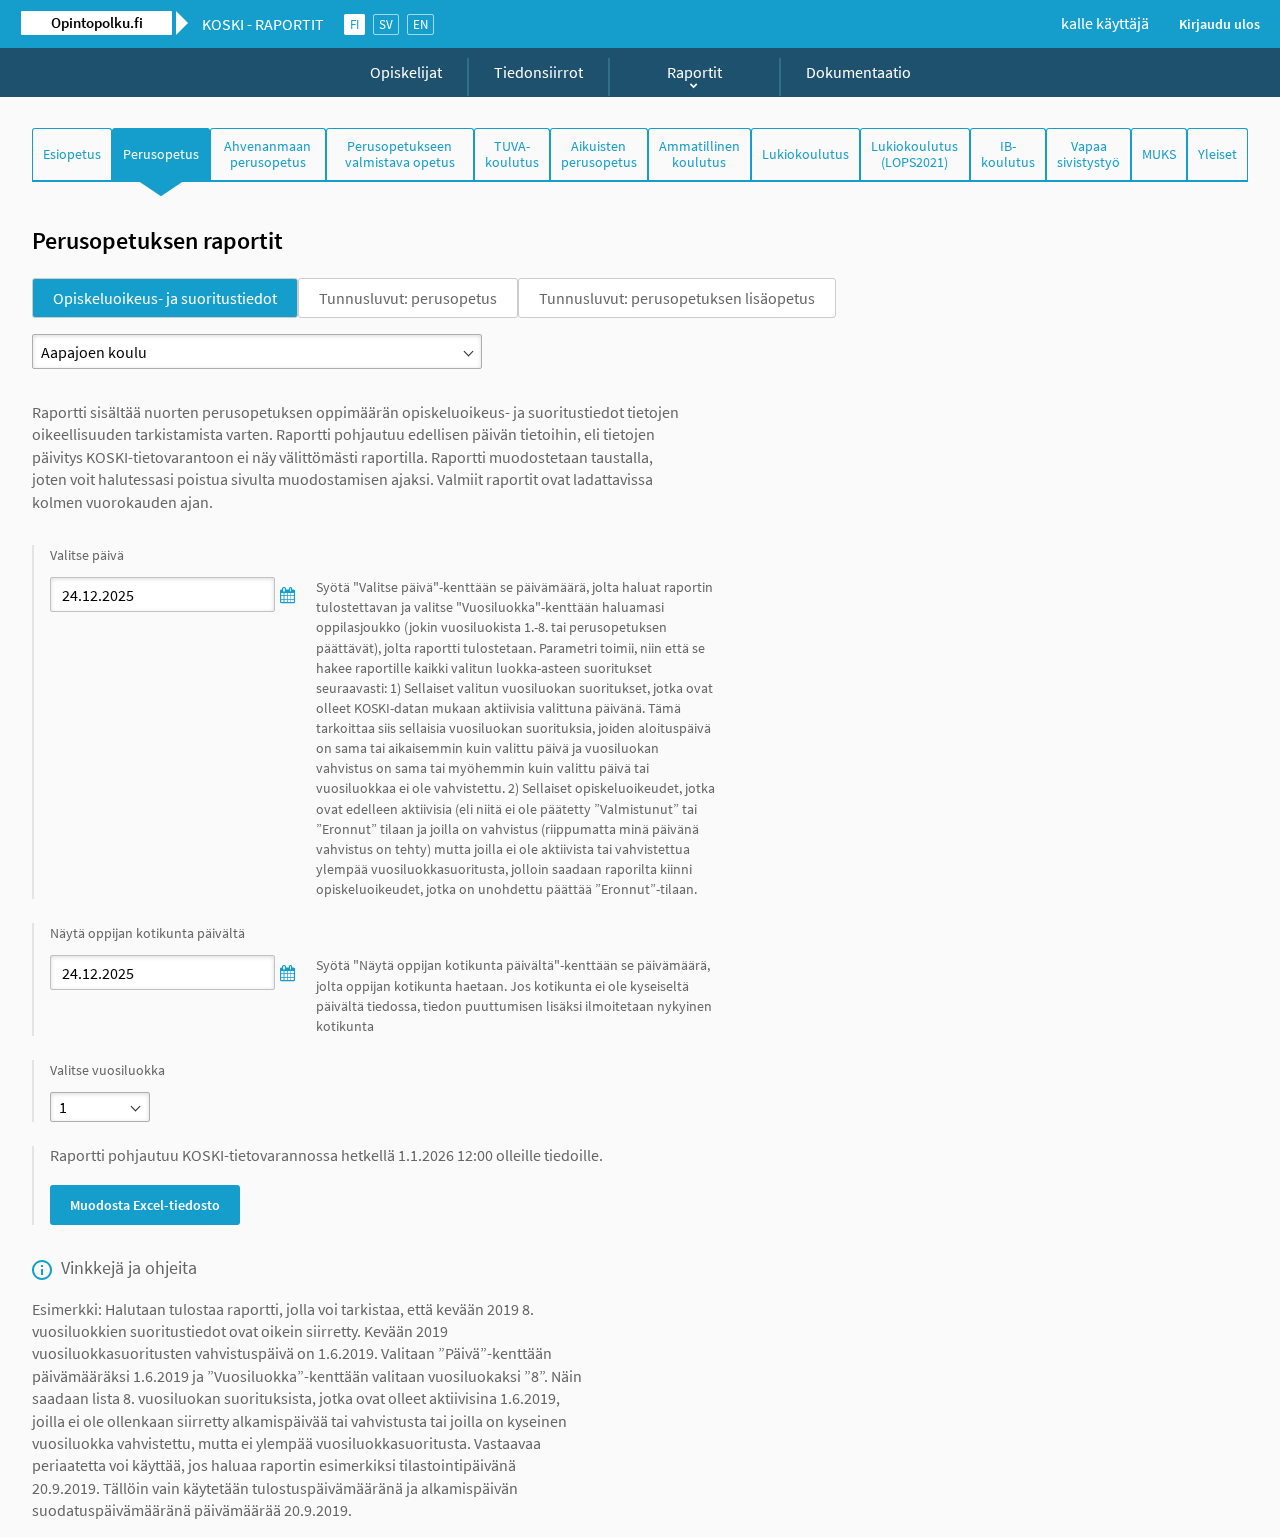 Opintopolku.fi
KOSKI - RAPORTIT
FI
SV
EN
kalle käyttäjä
Kirjaudu ulos
Opiskelijat
Tiedonsiirrot
Raportit
Dokumentaatio
Esiopetus
Perusopetus
Ahvenanmaan
perusopetus
Perusopetukseen
valmistava opetus
TUVA-
koulutus
Aikuisten
perusopetus
Ammatillinen
koulutus
Lukiokoulutus
Lukiokoulutus
(LOPS2021)
IB-
koulutus
Vapaa
sivistystyö
MUKS
Yleiset
Perusopetuksen raportit
Opiskeluoikeus- ja suoritustiedot
Tunnusluvut: perusopetus
Tunnusluvut: perusopetuksen lisäopetus
Aapajoen koulu
Raportti sisältää nuorten perusopetuksen oppimäärän opiskeluoikeus- ja suoritustiedot tietojen
oikeellisuuden tarkistamista varten. Raportti pohjautuu edellisen päivän tietoihin, eli tietojen
päivitys KOSKI-tietovarantoon ei näy välittömästi raportilla. Raportti muodostetaan taustalla,
joten voit halutessasi poistua sivulta muodostamisen ajaksi. Valmiit raportit ovat ladattavissa
kolmen vuorokauden ajan.
Valitse päivä
24.12.2025
Syötä "Valitse päivä"-kenttään se päivämäärä, jolta haluat raportin
tulostettavan ja valitse "Vuosiluokka"-kenttään haluamasi
oppilasjoukko (jokin vuosiluokista 1.-8. tai perusopetuksen
päättävät), jolta raportti tulostetaan. Parametri toimii, niin että se
hakee raportille kaikki valitun luokka-asteen suoritukset
seuraavasti: 1) Sellaiset valitun vuosiluokan suoritukset, jotka ovat
olleet KOSKI-datan mukaan aktiivisia valittuna päivänä. Tämä
tarkoittaa siis sellaisia vuosiluokan suorituksia, joiden aloituspäivä
on sama tai aikaisemmin kuin valittu päivä ja vuosiluokan
vahvistus on sama tai myöhemmin kuin valittu päivä tai
vuosiluokkaa ei ole vahvistettu. 2) Sellaiset opiskeluoikeudet, jotka
ovat edelleen aktiivisia (eli niitä ei ole päätetty ”Valmistunut” tai
”Eronnut” tilaan ja joilla on vahvistus (riippumatta minä päivänä
vahvistus on tehty) mutta joilla ei ole aktiivista tai vahvistettua
ylempää vuosiluokkasuoritusta, jolloin saadaan raporilta kiinni
opiskeluoikeudet, jotka on unohdettu päättää ”Eronnut”-tilaan.
Näytä oppijan kotikunta päivältä
24.12.2025
Syötä "Näytä oppijan kotikunta päivältä"-kenttään se päivämäärä,
jolta oppijan kotikunta haetaan. Jos kotikunta ei ole kyseiseltä
päivältä tiedossa, tiedon puuttumisen lisäksi ilmoitetaan nykyinen
kotikunta
Valitse vuosiluokka
1
Raportti pohjautuu KOSKI-tietovarannossa hetkellä 1.1.2026 12:00 olleille tiedoille.
Muodosta Excel-tiedosto
Vinkkejä ja ohjeita
Esimerkki: Halutaan tulostaa raportti, jolla voi tarkistaa, että kevään 2019 8.
vuosiluokkien suoritustiedot ovat oikein siirretty. Kevään 2019
vuosiluokkasuoritusten vahvistuspäivä on 1.6.2019. Valitaan ”Päivä”-kenttään
päivämääräksi 1.6.2019 ja ”Vuosiluokka”-kenttään valitaan vuosiluokaksi ”8”. Näin
saadaan lista 8. vuosiluokan suorituksista, jotka ovat olleet aktiivisina 1.6.2019,
joilla ei ole ollenkaan siirretty alkamispäivää tai vahvistusta tai joilla on kyseinen
vuosiluokka vahvistettu, mutta ei ylempää vuosiluokkasuoritusta. Vastaavaa
periaatetta voi käyttää, jos haluaa raportin esimerkiksi tilastointipäivänä
20.9.2019. Tällöin vain käytetään tulostuspäivämääränä ja alkamispäivän
suodatuspäivämääränä päivämäärää 20.9.2019.